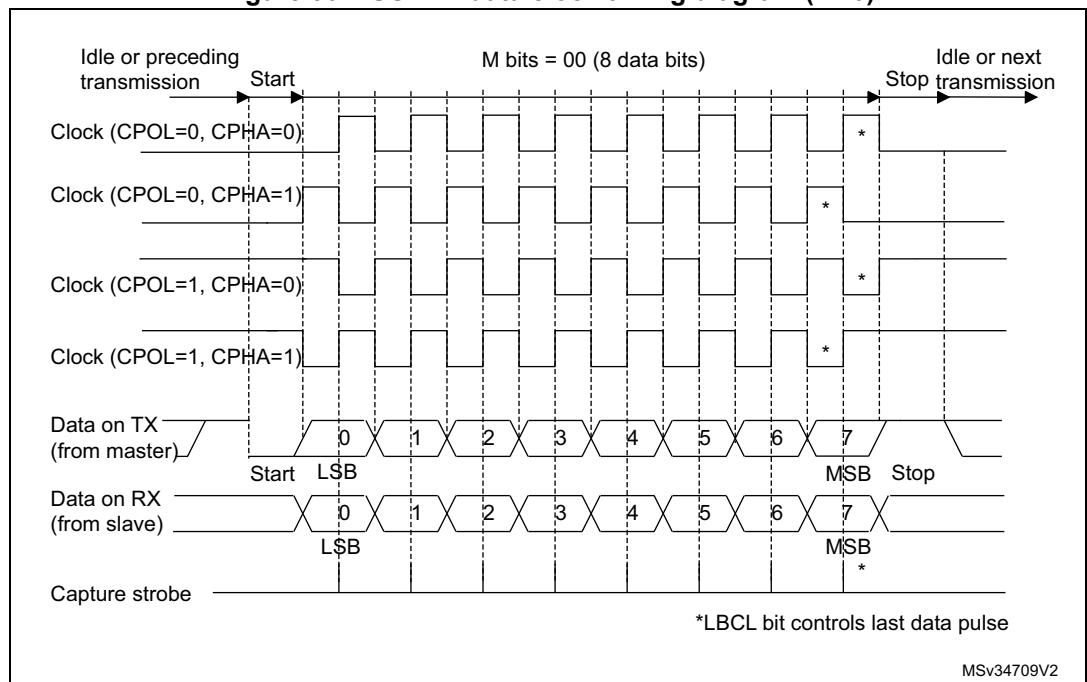 Idle or preceding
transmission
Start
M bits = 00 (8 data bits)
Stop
Idle or next
transmission
Clock (CPOL=0, CPHA=0)
*
Clock (CPOL=0, CPHA=1)
*
Clock (CPOL=1, CPHA=0)
*
Clock (CPOL=1, CPHA=1)
*
Data on TX
(from master)
0 1 2 3 4 5 6 7
Start LSB MSB Stop
Data on RX
(from slave)
0 1 2 3 4 5 6 7
LSB MSB
*
Capture strobe
*LBCL bit controls last data pulse
MSv34709V2